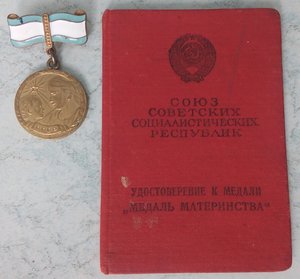 СОЮЗ
СОВЕТСКИХ
СОЦИАЛИСТИЧЕСКИХ
РЕСПУБЛИК
УДОСТОВЕРЕНИЕ К МЕДАЛИ
„МЕДАЛЬ МАТЕРИНСТВА“